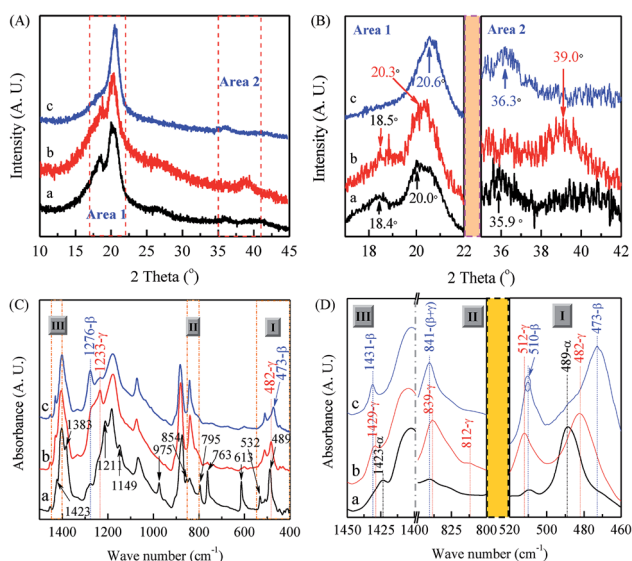 (A)
Intensity (A. U.)
Area 2
Area 1
c
b
a
10 15 20 25 30 35 40 45
2 Theta (°)
(B)
Intensity (A. U.)
Area 1
Area 2
20.6°
36.3°
39.0°
20.3°
18.5°
18.4°
20.0°
35.9°
c
b
a
18 20 22 36 38 40 42
2 Theta (°)
(C)
Absorbance (A. U.)
III
II
I
1276-β
1233-γ
482-γ
473-β
1383
1423
1211
1149
975
854
795
763
613
532
489
c
b
a
1400 1200 1000 800 600 400
Wave number (cm-1)
(D)
Absorbance (A. U.)
III
II
I
1431-β
1429-γ
1423-α
841-(β+γ)
839-γ
812-γ
512-γ
510-β
489-α
482-γ
473-β
c
b
a
1450 1425 1400 825 800 520 500 480 460
Wave number (cm-1)